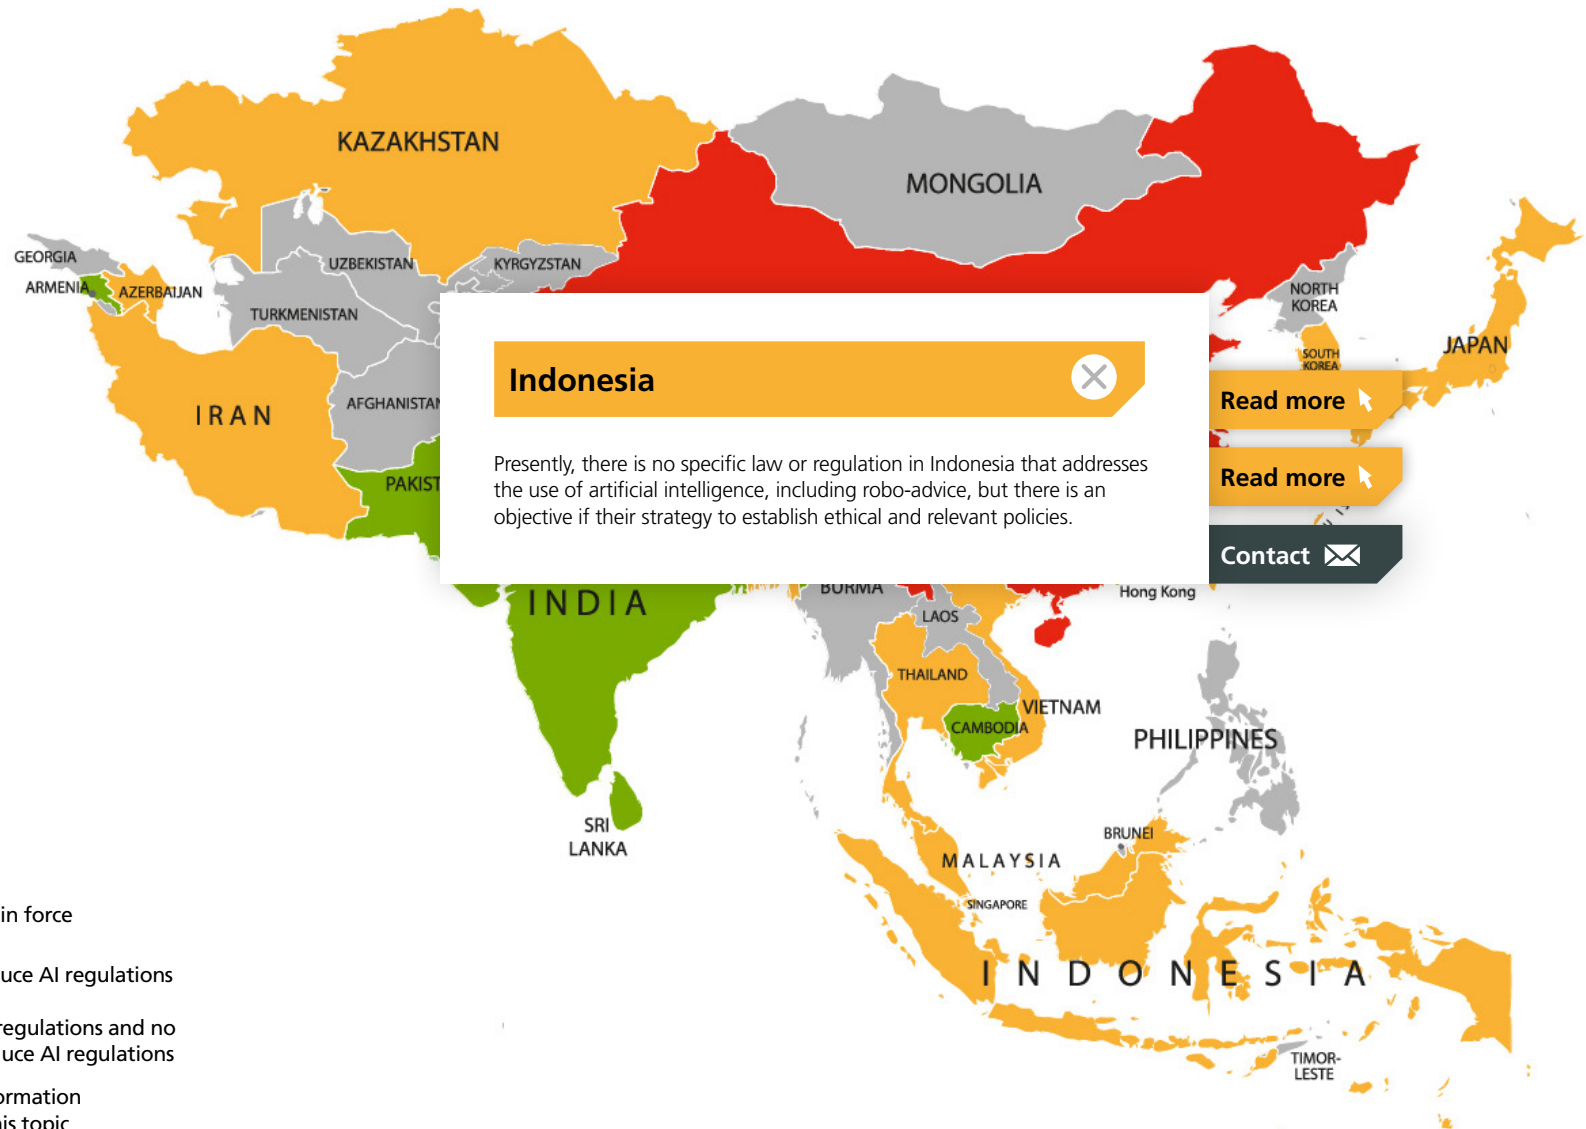 KAZAKHSTAN
MONGOLIA
GEORGIA
UZBEKISTAN
KYRGYZSTAN
ARMENIA
AZERBAIJAN
NORTH
KOREA
TURKMENISTAN
SOUTH
KOREA
JAPAN
Indonesia
Read more
AFGHANISTAN
IRAN
Presently, there is no specific law or regulation in Indonesia that addresses
the use of artificial intelligence, including robo-advice, but there is an
objective if their strategy to establish ethical and relevant policies.
Read more
PAKIST
Contact
BURMA
Hong Kong
INDIA
LAOS
THAILAND
VIETNAM
CAMBODIA
PHILIPPINES
SRI
LANKA
BRUNEI
MALAYSIA
SINGAPORE
in force
INDONESIA
uce AI regulations
regulations and no
uce AI regulations
TIMOR-
LESTE
ormation
is topic